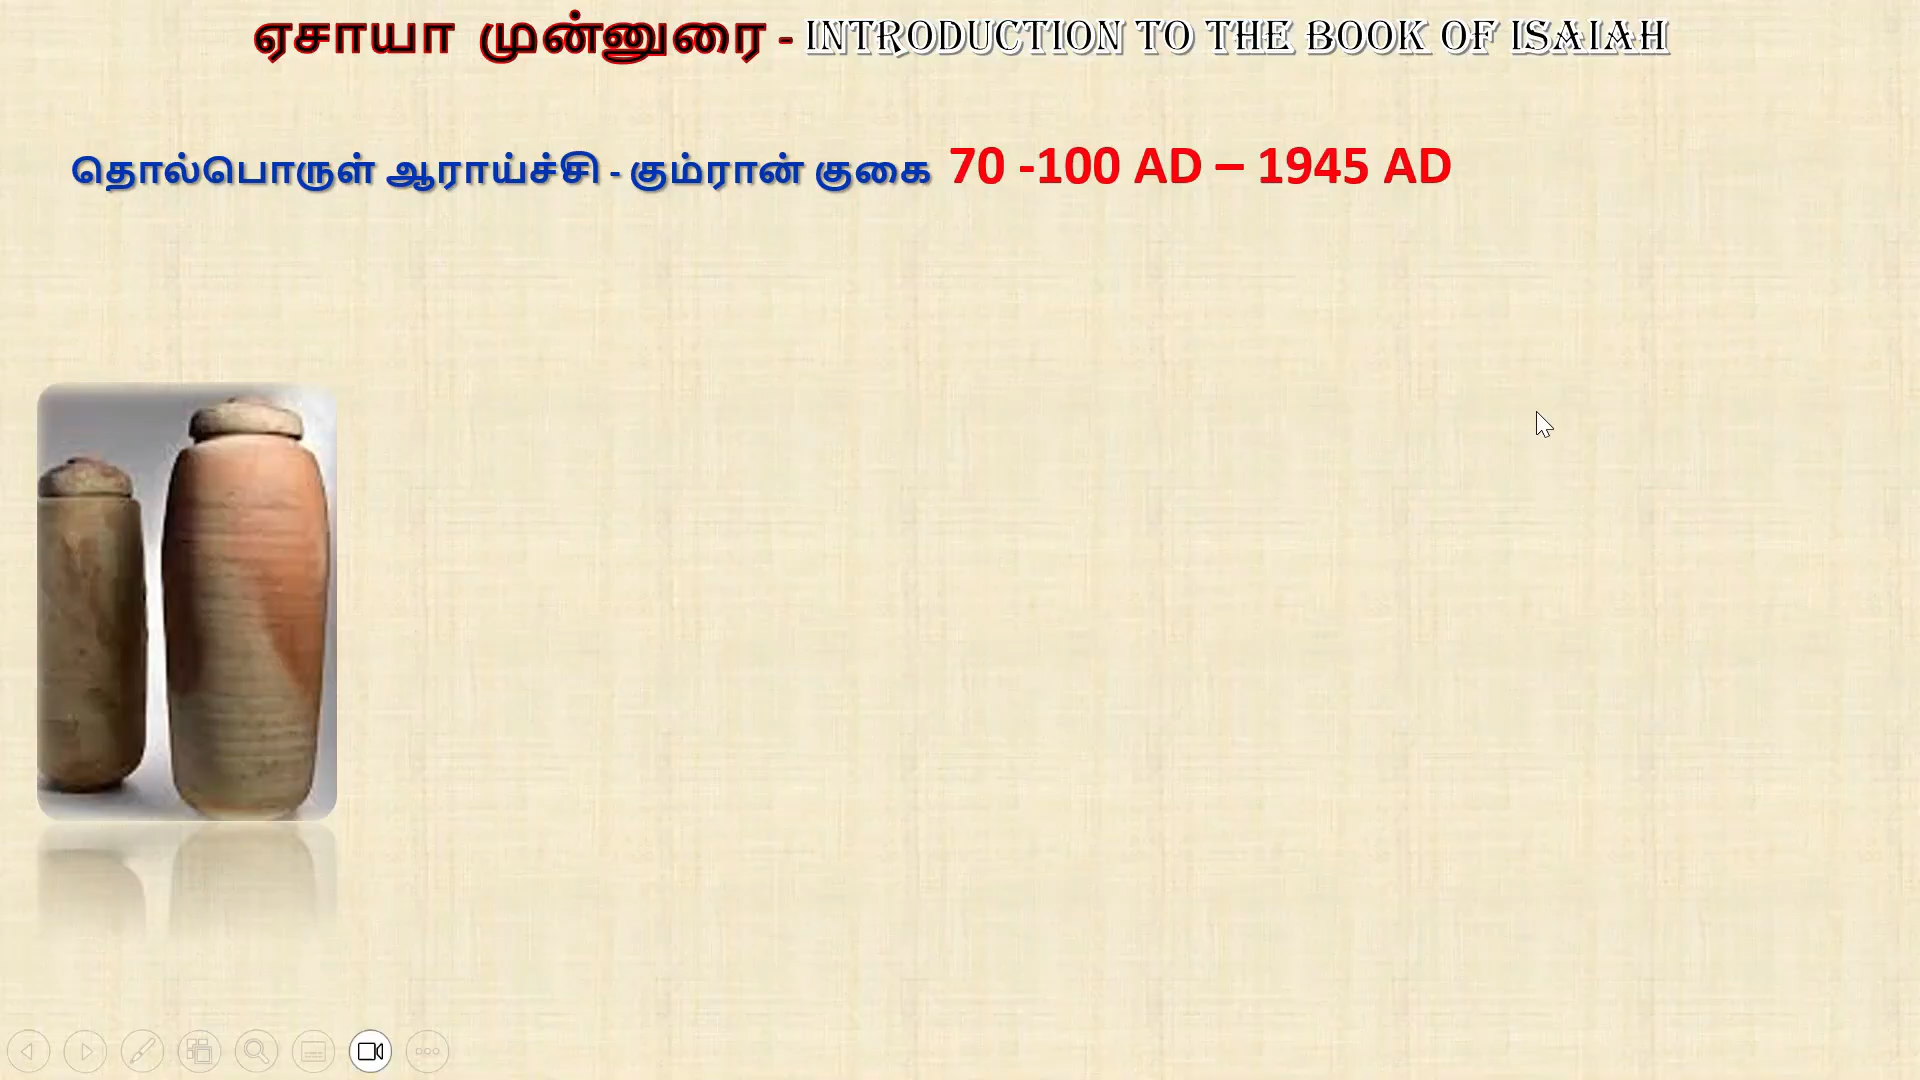 ஏசாயா முன்னுரை - INTRODUCTION TO THE BOOK OF ISAIAH
தொல்பொருள் ஆராய்ச்சி - கும்ரான் குகை 70 -100 AD – 1945 AD